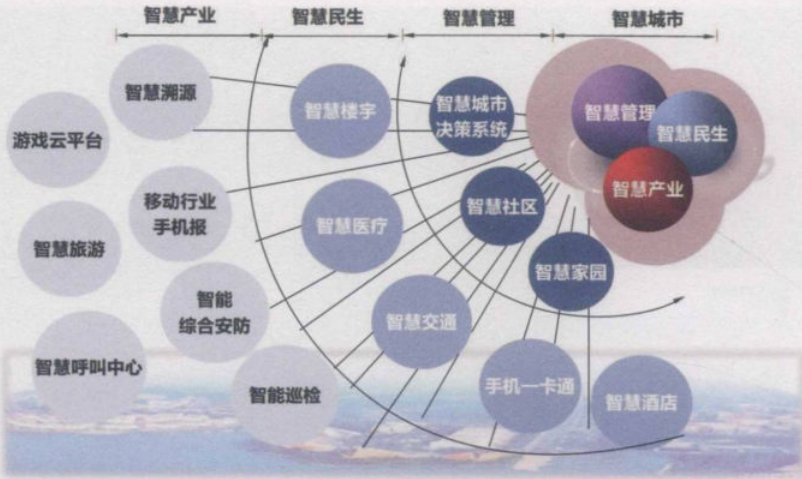 智慧产业
智慧民生
智慧管理
智慧城市
智慧溯源
游戏云平台
移动行业
手机报
智慧旅游
智能
综合安防
智慧呼叫中心
智能巡检
智慧楼宇
智慧医疗
智慧交通
手机一卡通
智慧酒店
智慧城市
决策系统
智慧社区
智慧家园
智慧管理
智慧民生
智慧产业